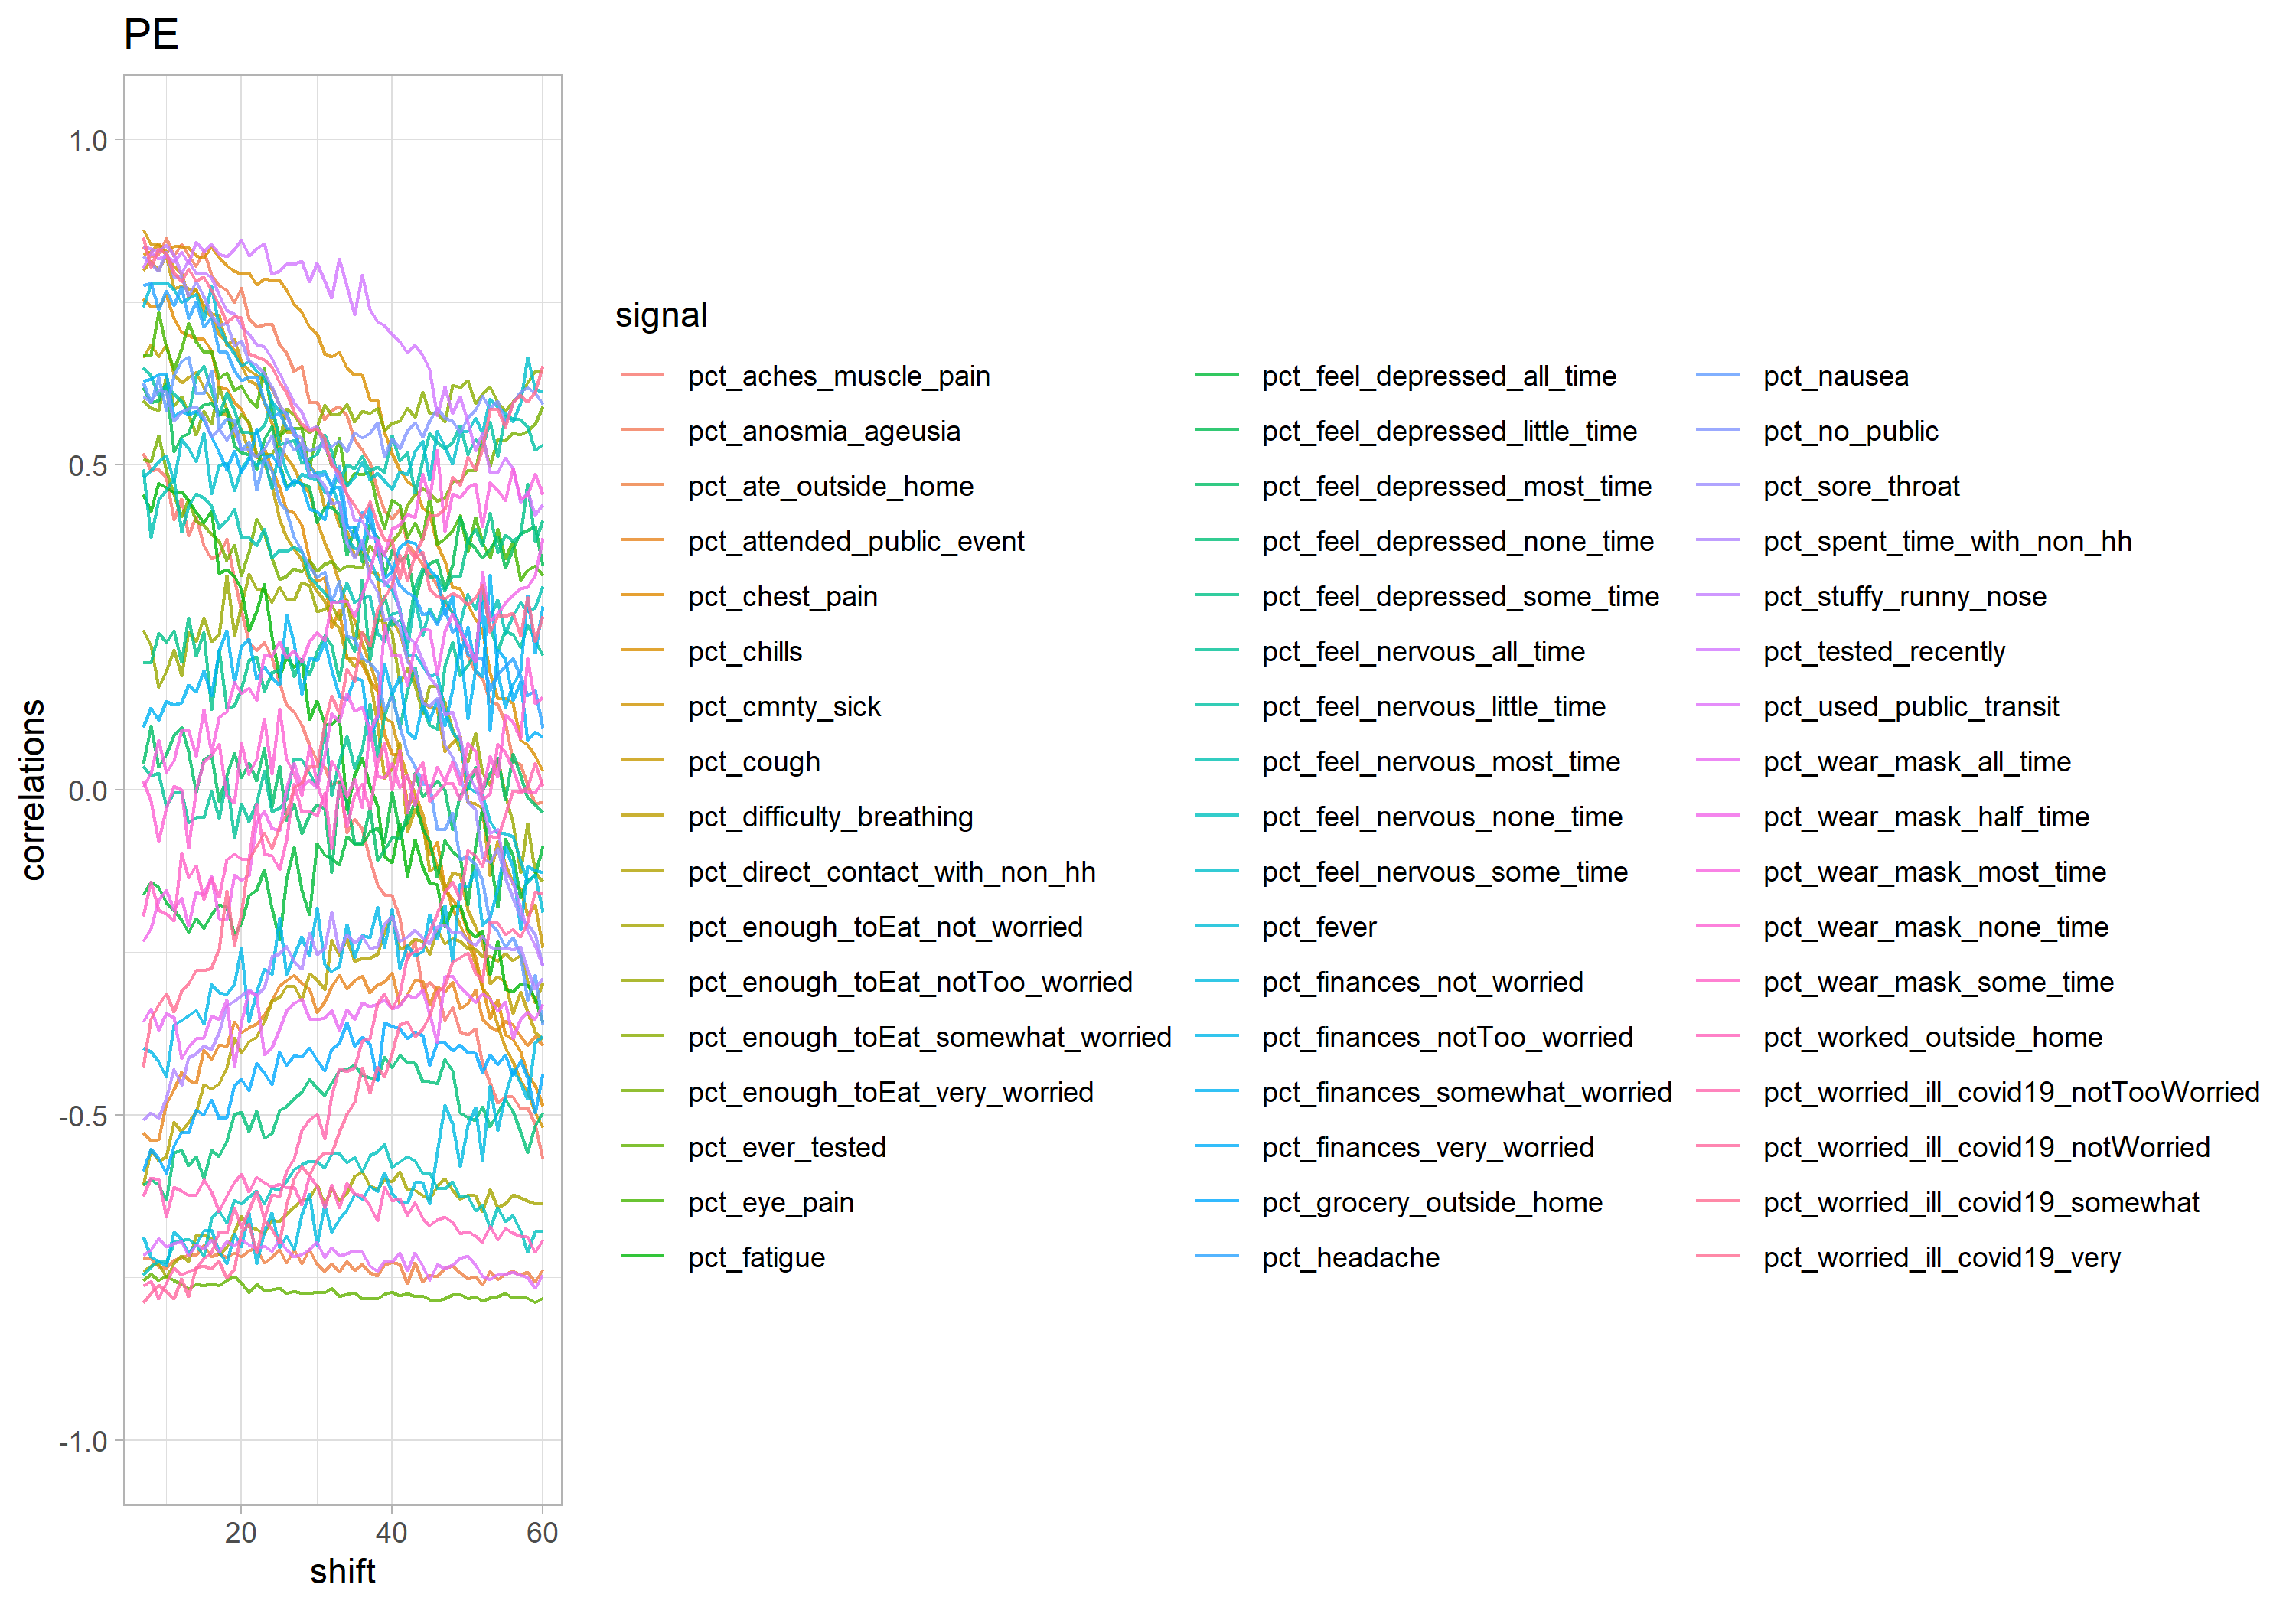 PE
1.0
0.5
0.0
-0.5
-1.0
correlations
20 40 60
shift
signal
pct_aches_muscle_pain
pct_anosmia_ageusia
pct_ate_outside_home
pct_attended_public_event
pct_chest_pain
pct_chills
pct_cmnty_sick
pct_cough
pct_difficulty_breathing
pct_direct_contact_with_non_hh
pct_enough_toEat_not_worried
pct_enough_toEat_notToo_worried
pct_enough_toEat_somewhat_worried
pct_enough_toEat_very_worried
pct_ever_tested
pct_eye_pain
pct_fatigue
pct_feel_depressed_all_time
pct_feel_depressed_little_time
pct_feel_depressed_most_time
pct_feel_depressed_none_time
pct_feel_depressed_some_time
pct_feel_nervous_all_time
pct_feel_nervous_little_time
pct_feel_nervous_most_time
pct_feel_nervous_none_time
pct_feel_nervous_some_time
pct_fever
pct_finances_not_worried
pct_finances_notToo_worried
pct_finances_somewhat_worried
pct_finances_very_worried
pct_grocery_outside_home
pct_headache
pct_nausea
pct_no_public
pct_sore_throat
pct_spent_time_with_non_hh
pct_stuffy_runny_nose
pct_tested_recently
pct_used_public_transit
pct_wear_mask_all_time
pct_wear_mask_half_time
pct_wear_mask_most_time
pct_wear_mask_none_time
pct_wear_mask_some_time
pct_worked_outside_home
pct_worried_ill_covid19_notTooWorried
pct_worried_ill_covid19_notWorried
pct_worried_ill_covid19_somewhat
pct_worried_ill_covid19_very